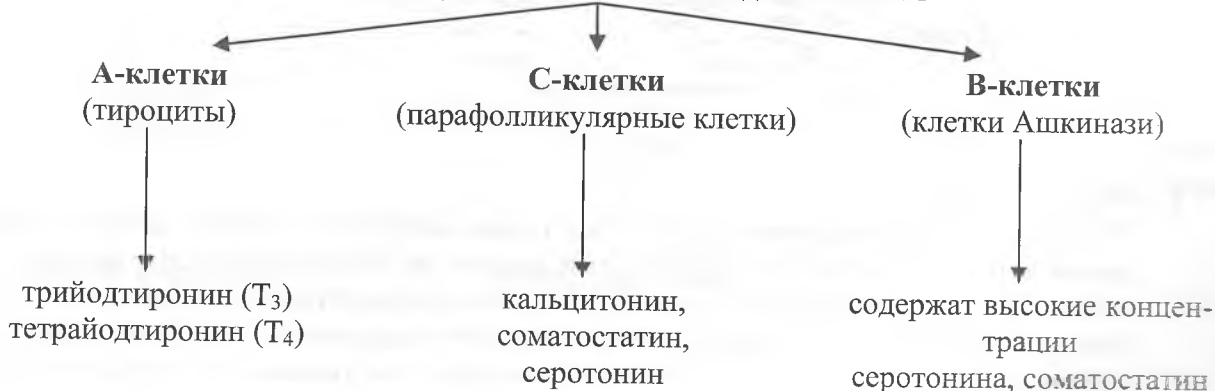 А-клетки
(тироциты)
С-клетки
(парафолликулярные клетки)
В-клетки
(клетки Ашкинази)
трийодтиронин (Т₃)
тетрайодтиронин (Т₄)
кальцитонин,
соматостатин,
серотонин
содержат высокие концен-
трации
серотонина, соматостатин